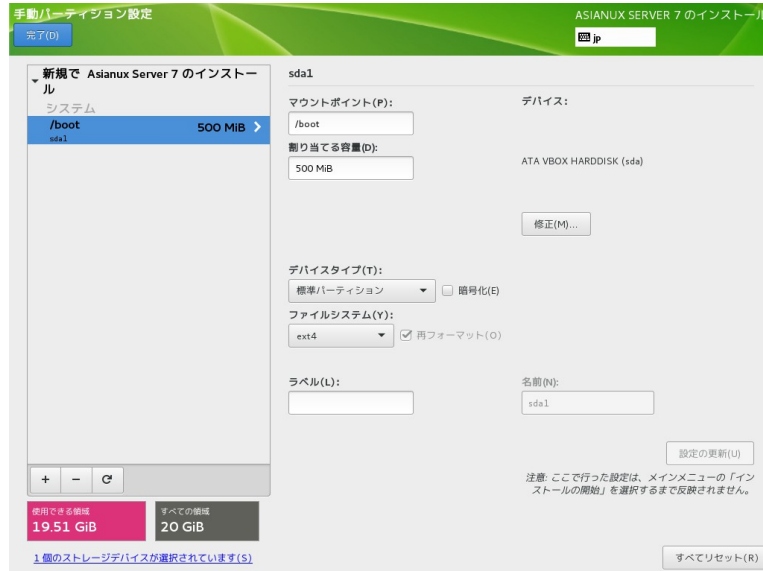 手動パーティション設定
完了(D)
ASIANUX SERVER 7 のインストール
jp
新規で Asianux Server 7 のインストー
ル
システム
/boot
500 MiB
sda1
sda1
マウントポイント(P):
/boot
割り当てる容量(D):
500 MiB
デバイス:
ATA VBOX HARDDISK (sda)
修正(M)...
デバイスタイプ(T):
標準パーティション
暗号化(E)
ファイルシステム(Y):
ext4
再フォーマット(O)
ラベル(L):
名前(N):
sda1
設定の更新(U)
注意: ここで行った設定は、メインメニューの「イン
ストールの開始」を選択するまで反映されません。
+ −
使用できる領域
19.51 GiB
すべての領域
20 GiB
1 個のストレージデバイスが選択されています(S)
すべてリセット(R)